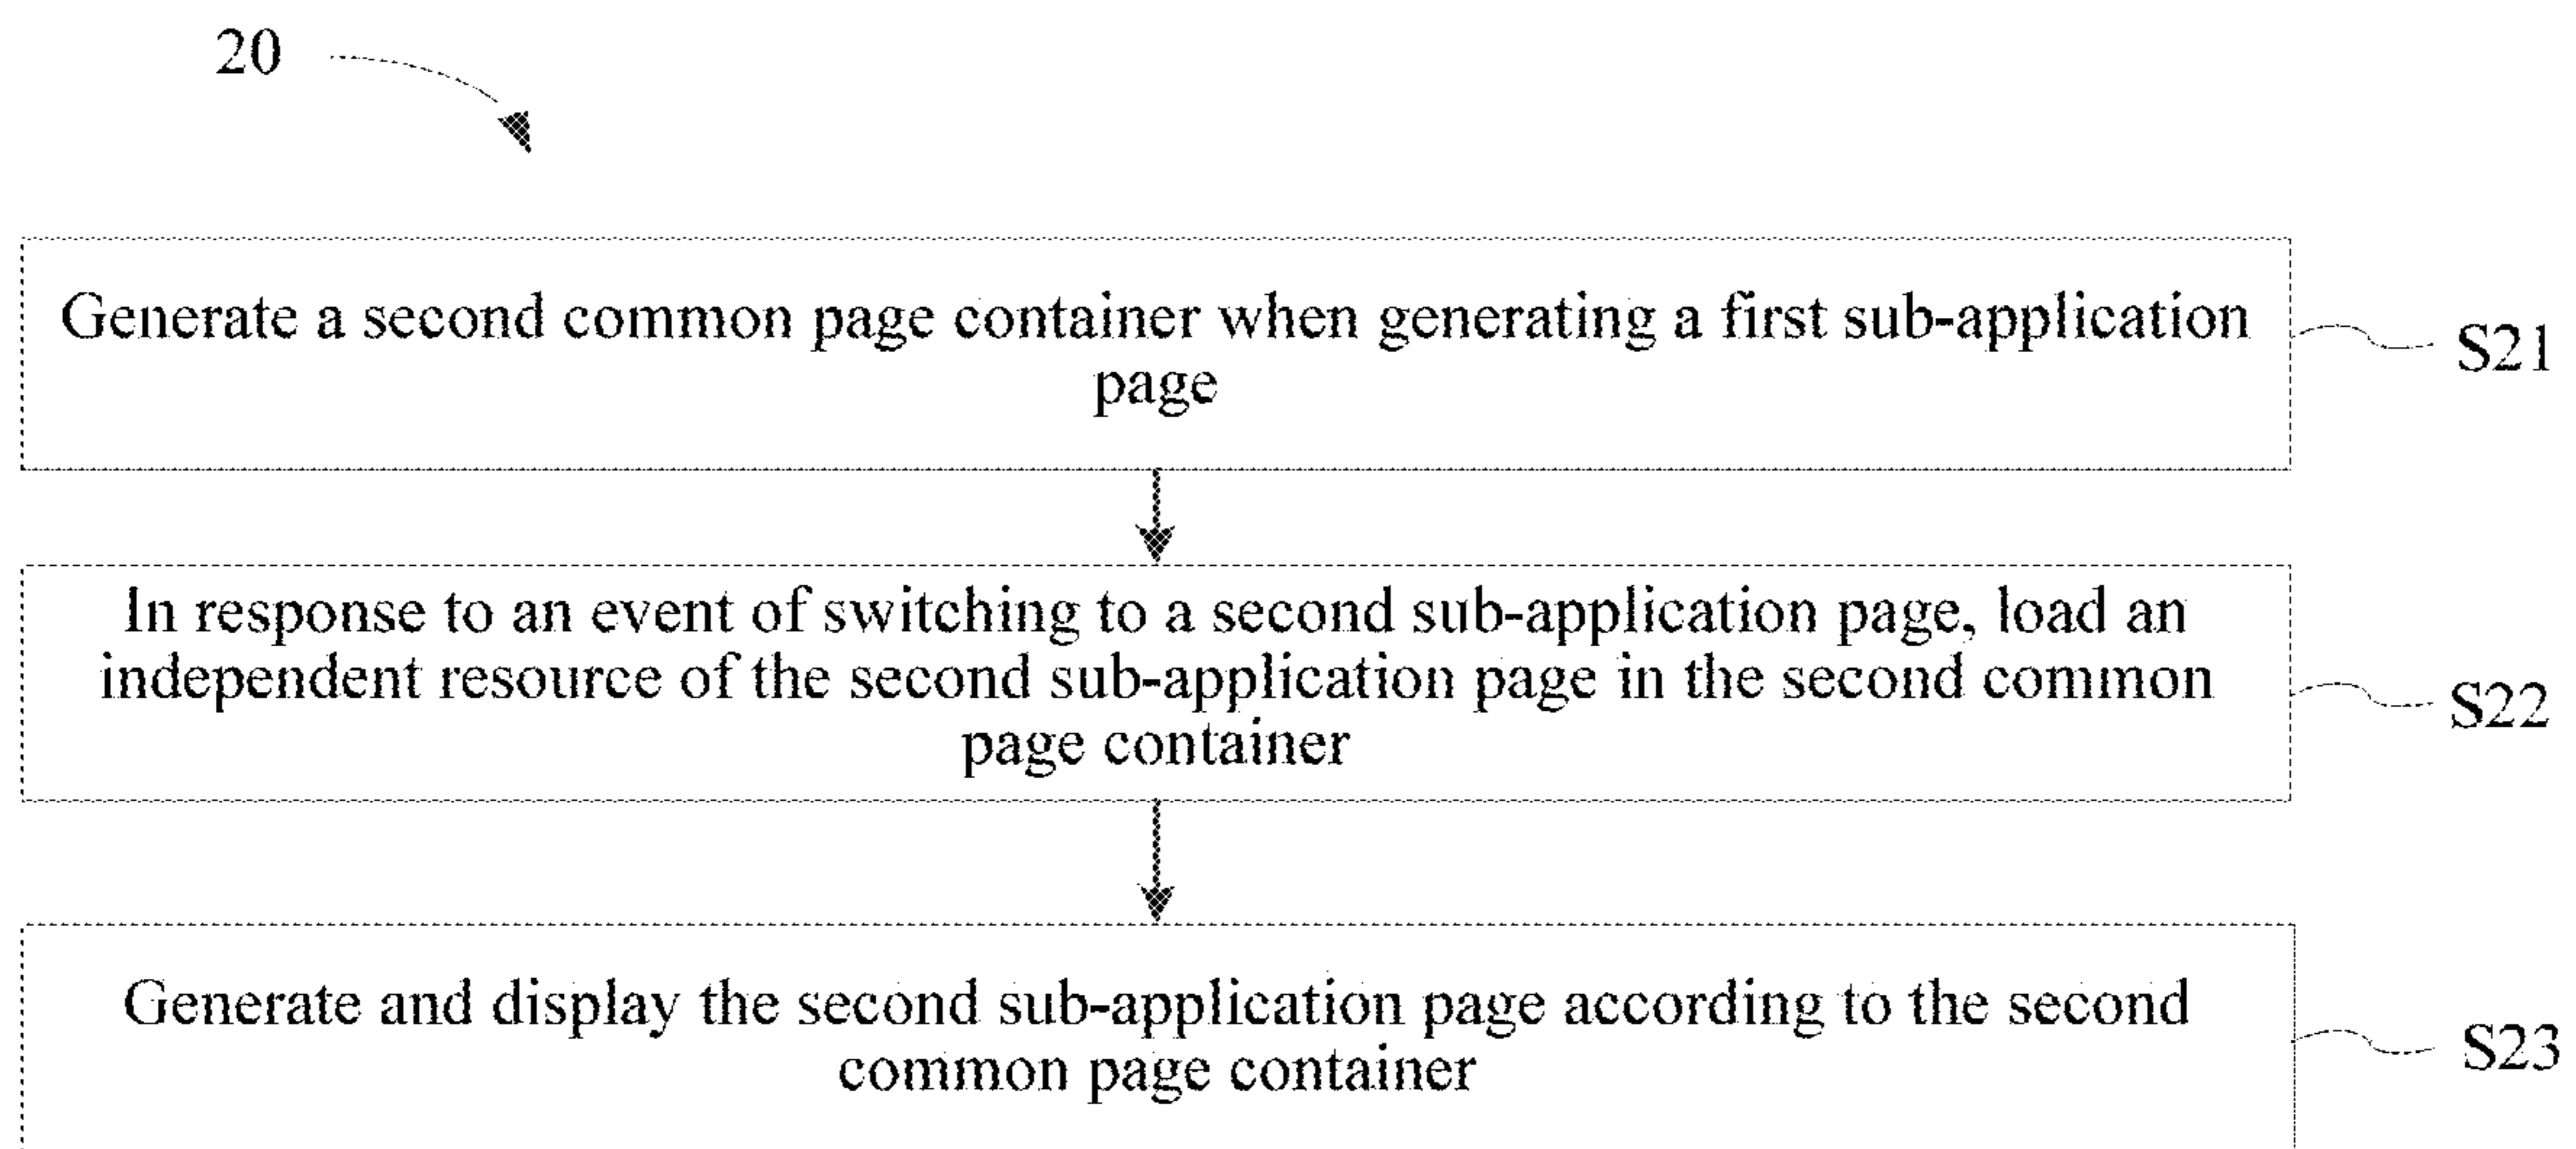 20
Generate a second common page container when generating a first sub-application
page
S21
In response to an event of switching to a second sub-application page, load an
independent resource of the second sub-application page in the second common
page container
S22
Generate and display the second sub-application page according to the second
common page container
S23